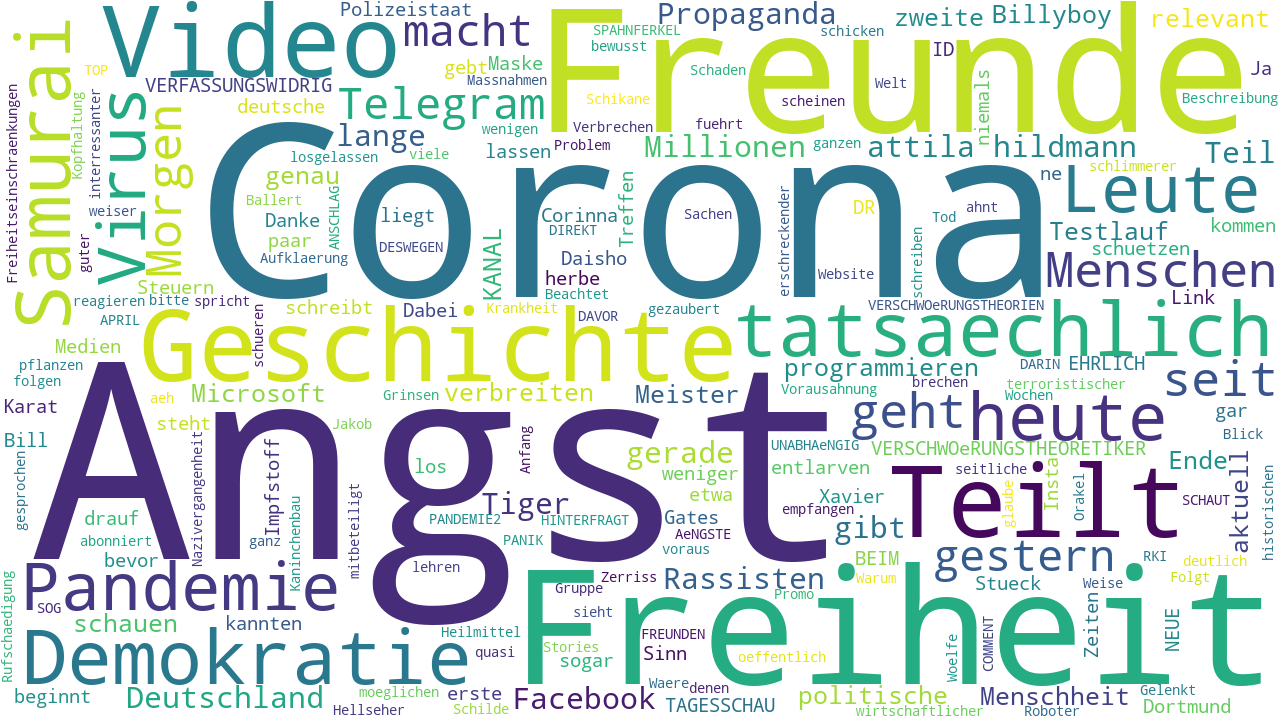 Polizeistaat
Video
macht
SPAHNFERKEL
bewusst
Freunde
Propaganda
schicken
zweite
Billyboy
relevant
ID
Ja
TOP
VERFASSUNGSWIDRIG
gebt
Maske
Massnahmen
Schaden
Welt
Beschreibung
Samurai
Freiheitseinschraenkungen
Kopfhaltung
interressanter
Virus
Morgen
deutsche
Telegram
wenigen
Schikane
Verbrechen
fuehrt
scheinen
niemals
lange
losgelassen
viele
lassen
Problem
Millionen
ganzen
attila hildmann
Teil
schlimmerer
ne
genau
Ballert
Danke
ANSCHLAG
liegt
Corona
Leute
weiser
paar
DESWEGEN
Corinna
DIREKT
Treffen
Sachen
erschreckender
DR
Tod
ahnt
Testlauf
kommen
guter
Aufklaerung
KANAL
Daisho
herbe
Beachtet
Website
schreiben
schuetzen
Menschen
Steuern
reagieren
bitte
spricht
schreibt
Dabei
Krankheit
DAVOR
gezaubert
VERSCHWOeRUNGSTHEORIEN
Link
APRIL
schueren
Geschichte
tatsaechlich
Medien
pflanzen
folgen
programmieren
DARIN
EHRLICH
Karat
aeh
Microsoft
Grinsen
verbreiten
Meister
Vorausahnung
brechen
terroristischer
Wochen
seit
steht
Jakob
geht
heute
gar
Blick
Bill
Angst
Anfang
gerade
UNABHAeNGIG
VERSCHWOeRUNGSTHEORETIKER
gesprochen
Nazivergangenheit
Impfstoff
los
weniger
entlarven
seitliche
Ende
aktuell
historischen
Kaninchenbau
mitbeteiligt
Tiger
etwa
Xavier
glaube
Insta
Orakel
Teilt
SCHAUT
drauf
abonniert
PANDEMIE2
HINTERFRAGT
Gates
AeNGSTE
empfangen
gibt
bevor
ganz
PANIK
voraus
BEIM
gestern
RKI
deutlich
Rufschaedigung
Pandemie
lehren
Zerriss
Gruppe
Rassisten
Promo
Warum
Stueck
Weise
Folgt
SOG
schauen
kannten
sieht
Freiheit
Zeiten
NEUE
Heilmittel
FREUNDEN
Demokratie
quasi
Stories
sogar
Sinn
oeffentlich
Woelfe
COMMENT
beginnt
Deutschland
moeglichen
Hellseher
erste
Schilde
Facebook
Waere
denen
TAGESSCHAU
politische
wirtschaftlicher
Menschheit
Roboter
Gelenkt
Dortmund